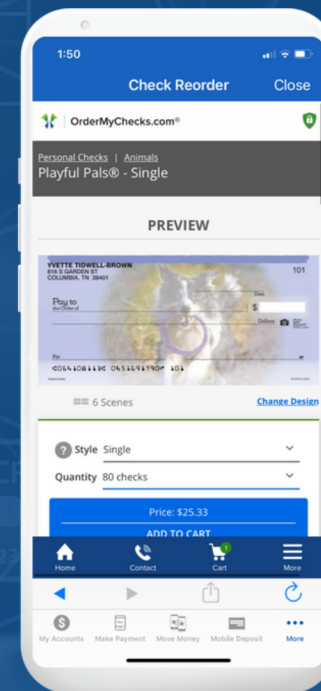 1:50
Check Reorder
Close
OrderMyChecks.com®
Personal Checks | Animals
Playful Pals® - Single
PREVIEW
YVETTE TIDWELL-BROWN
816 S GARDEN ST
COLUMBIA, TN 38401
101
Date
Pay to
the Order of
$
Dollars
For
6 Scenes
Change Design
? Style Single
Quantity 80 checks
Price: $25.33
ADD TO CART
1
Home
Contact
Cart
More
$
My Accounts
Make Payment
Move Money
Mobile Deposit
More